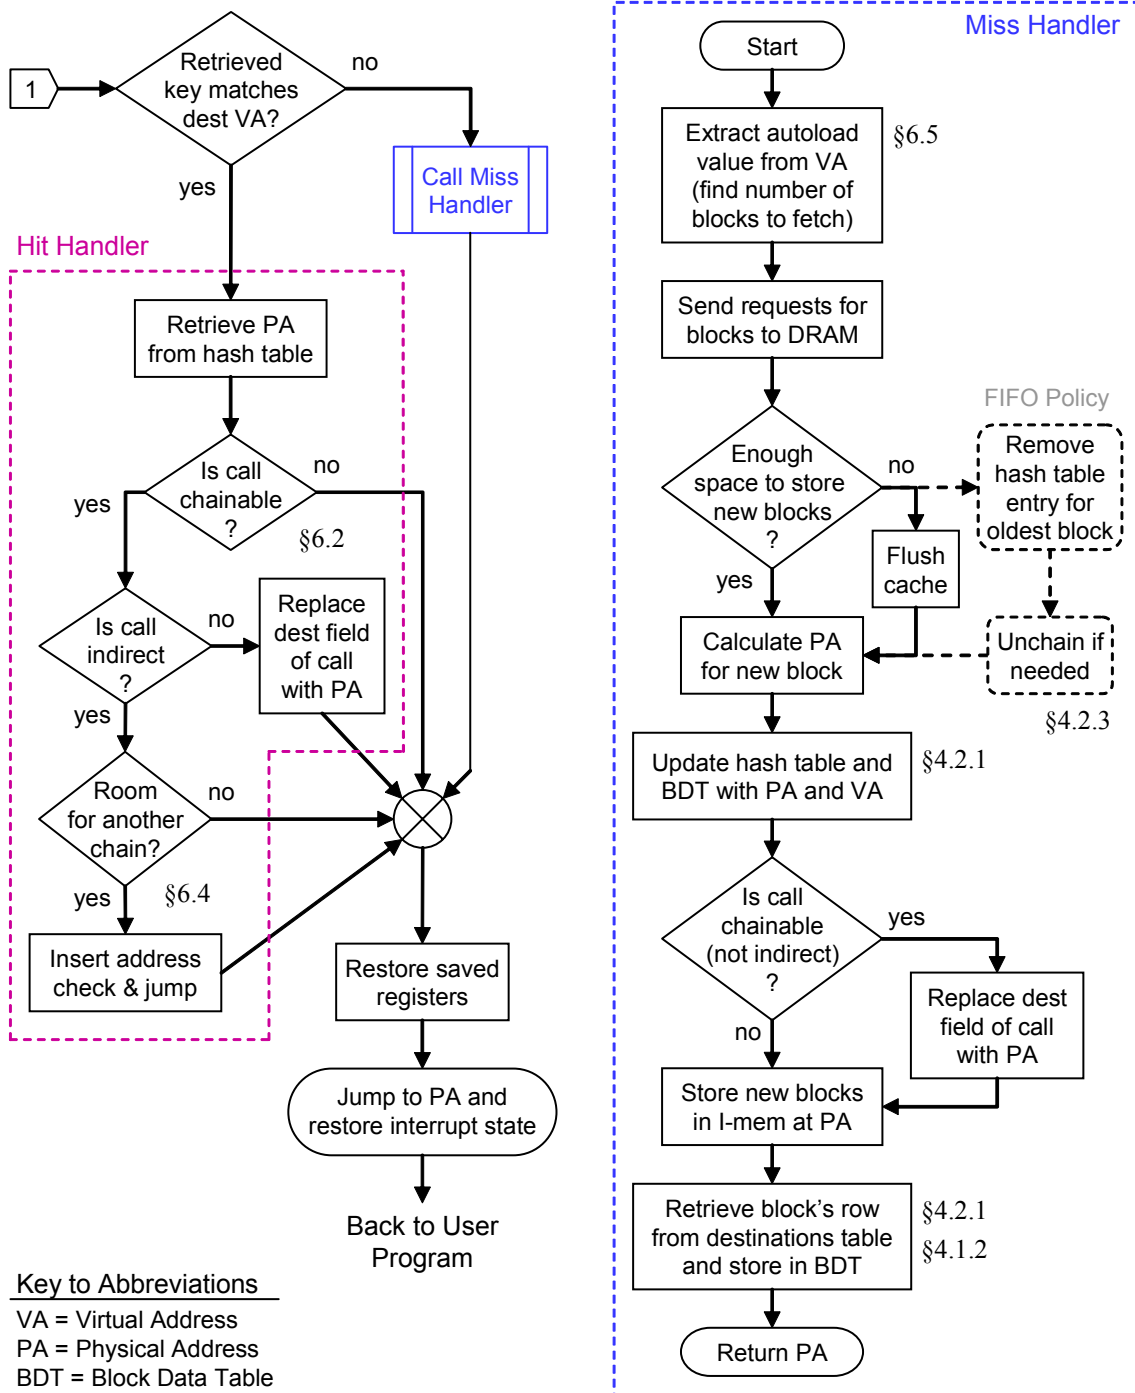 1
Retrieved
key matches
dest VA?
no
yes
Call Miss
Handler
Hit Handler
Retrieve PA
from hash table
Is call
chainable
?
no
yes
§6.2
Is call
indirect
?
no
yes
Replace
dest field
of call
with PA
Room
for another
chain?
no
yes
§6.4
Insert address
check & jump
Restore saved
registers
Jump to PA and
restore interrupt state
Back to User
Program
Key to Abbreviations
VA = Virtual Address
PA = Physical Address
BDT = Block Data Table
Miss Handler
Start
Extract autoload
value from VA
(find number of
blocks to fetch)
§6.5
Send requests for
blocks to DRAM
Enough
space to store
new blocks
?
no
yes
FIFO Policy
Remove
hash table
entry for
oldest block
Flush
cache
Unchain if
needed
§4.2.3
Calculate PA
for new block
Update hash table and
BDT with PA and VA
§4.2.1
Is call
chainable
(not indirect)
?
yes
no
Replace dest
field of call
with PA
Store new blocks
in I-mem at PA
Retrieve block's row
from destinations table
and store in BDT
§4.2.1
§4.1.2
Return PA